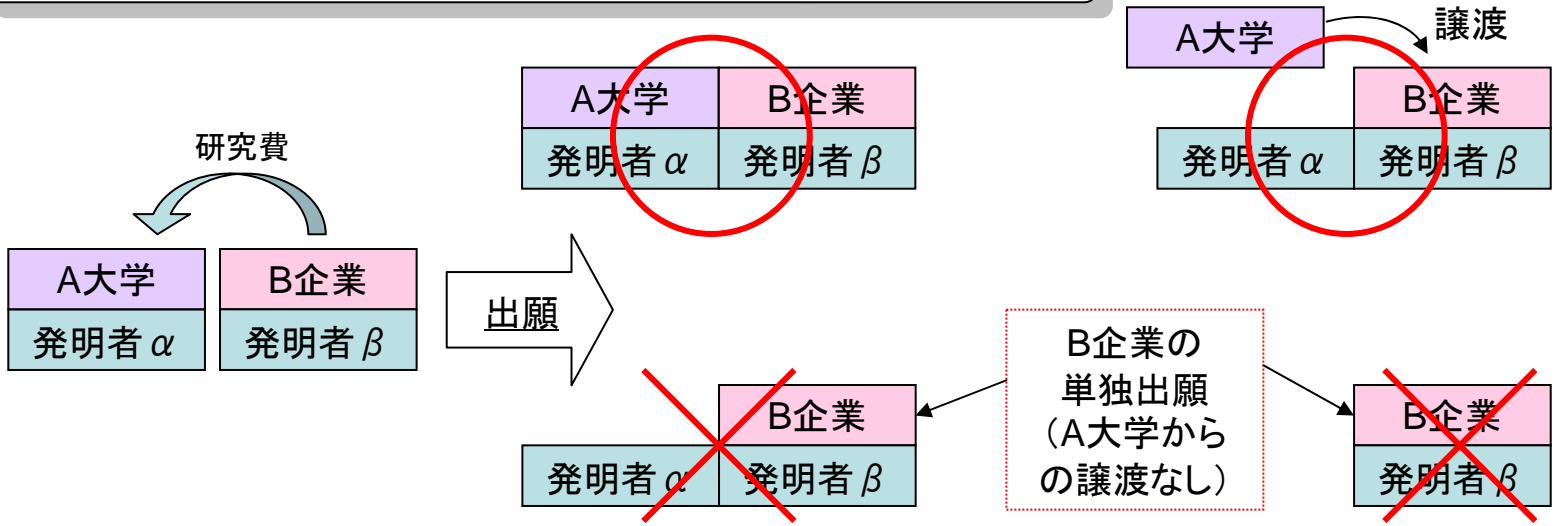 A大学
譲渡
B企業
発明者α
発明者β
A大学
B企業
発明者α
発明者β
研究費
A大学
B企業
発明者α
発明者β
出願
B企業
発明者α
発明者β
B企業の
単独出願
（A大学から
の譲渡なし）
B企業
発明者β